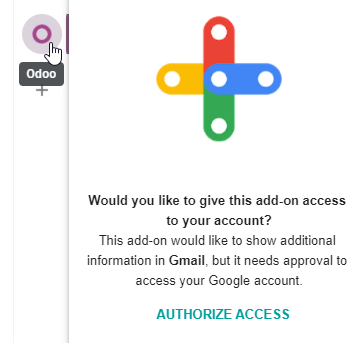 Odoo
Would you like to give this add-on access
to your account?
This add-on would like to show additional
information in Gmail, but it needs approval to
access your Google account.
AUTHORIZE ACCESS